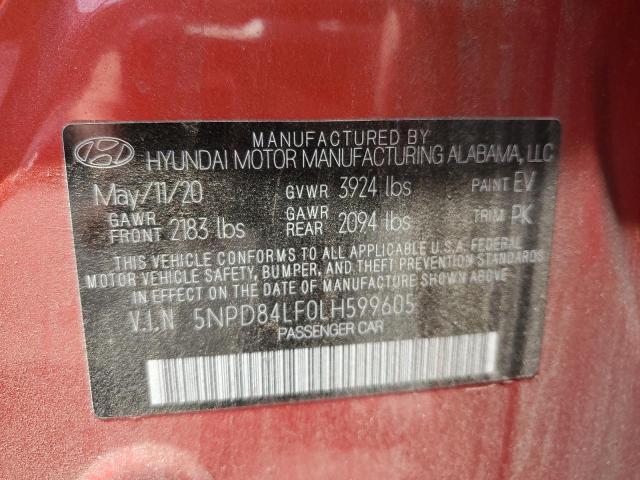 MANUFACTURED BY
HYUNDAI MOTOR MANUFACTURING ALABAMA, LLC
May/11/20 GVWR 3924 lbs PAINT EV
GAWR FRONT 2183 lbs GAWR REAR 2094 lbs TRIM PK
THIS VEHICLE CONFORMS TO ALL APPLICABLE U.S.A. FEDERAL
MOTOR VEHICLE SAFETY, BUMPER, AND THEFT PREVENTION STANDARDS
IN EFFECT ON THE DATE OF MANUFACTURE SHOWN ABOVE.
V.I.N 5NPD84LF0LH599605
PASSENGER CAR